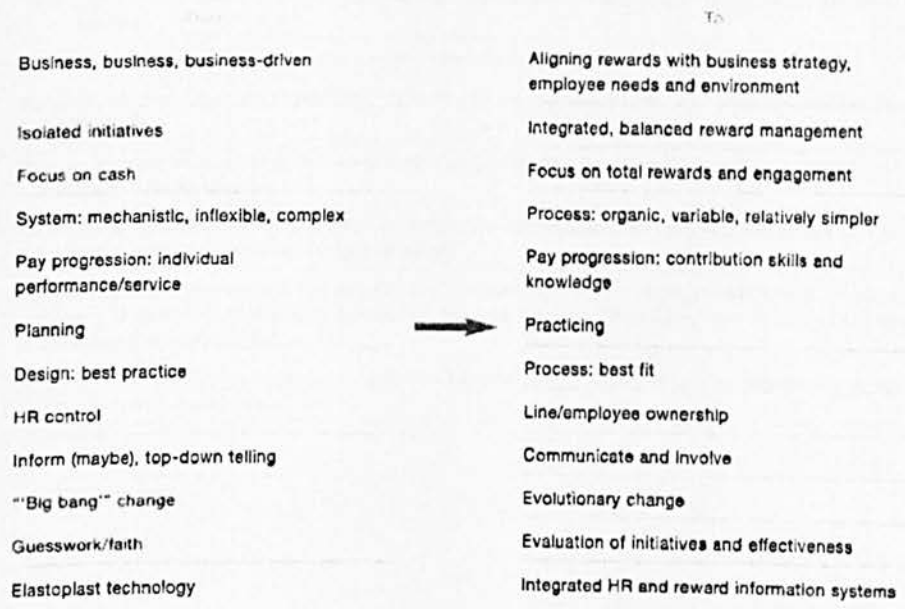 To
Business, business, business-driven
Aligning rewards with business strategy,
employee needs and environment
Isolated initiatives
Integrated, balanced reward management
Focus on cash
Focus on total rewards and engagement
System: mechanistic, inflexible, complex
Process: organic, variable, relatively simpler
Pay progression: individual
performance/service
Pay progression: contribution skills and
knowledge
Planning
Practicing
Design: best practice
Process: best fit
HR control
Line/employee ownership
Inform (maybe), top-down telling
Communicate and Involve
"'Big bang'" change
Evolutionary change
Guesswork/faith
Evaluation of initiatives and effectiveness
Elastoplast technology
Integrated HR and reward information systems